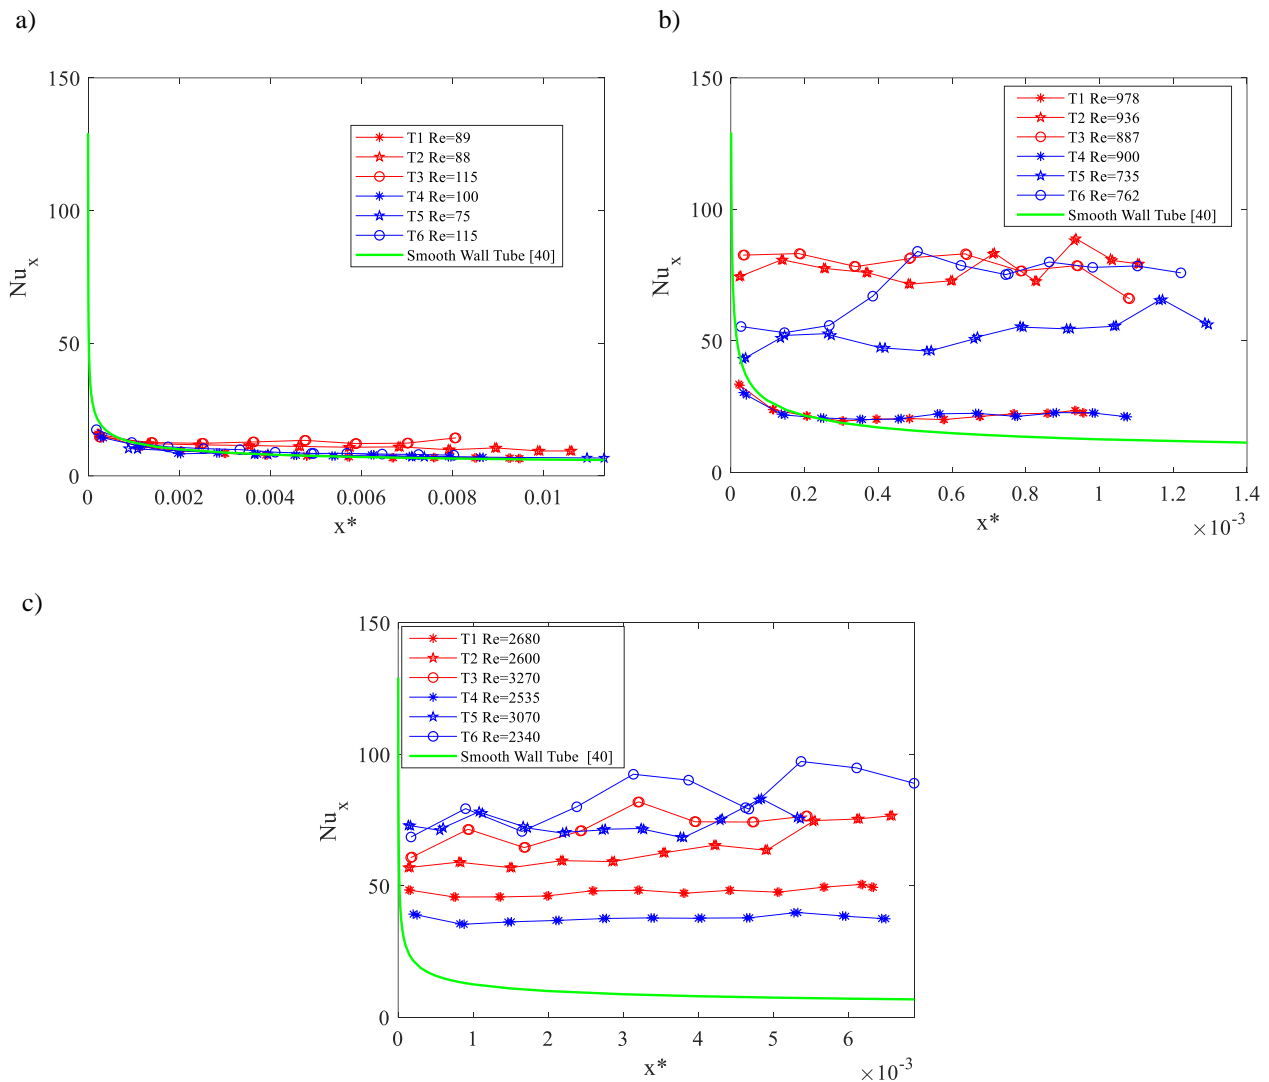 a)
150
100
50
0
Nu x
0 0.002 0.004 0.006 0.008 0.01
x*
T1 Re=89
T2 Re=88
T3 Re=115
T4 Re=100
T5 Re=75
T6 Re=115
Smooth Wall Tube [40]
b)
150
100
50
0
Nu x
0 0.2 0.4 0.6 0.8 1 1.2 1.4
x*
×10-3
T1 Re=978
T2 Re=936
T3 Re=887
T4 Re=900
T5 Re=735
T6 Re=762
Smooth Wall Tube [40]
c)
150
100
50
0
Nu x
0 1 2 3 4 5 6
x*
×10-3
T1 Re=2680
T2 Re=2600
T3 Re=3270
T4 Re=2535
T5 Re=3070
T6 Re=2340
Smooth Wall Tube [40]